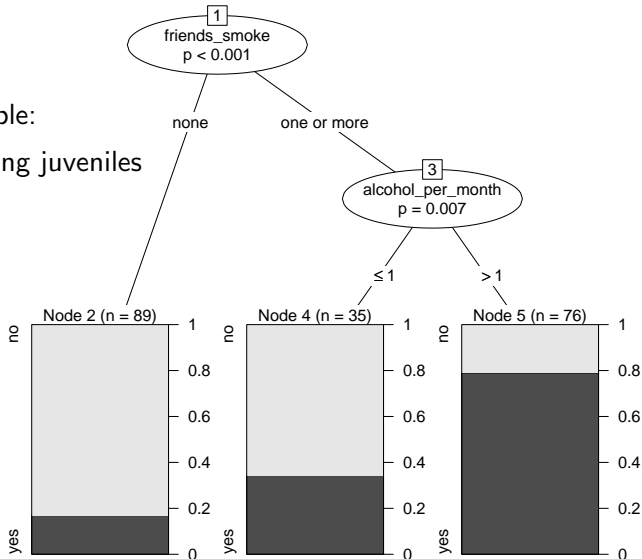 1
friends_smoke
p < 0.001
ple:
ng juveniles
none
one or more
3
alcohol_per_month
p = 0.007
≤ 1
> 1
Node 2 (n = 89)
no
yes
1
0.8
0.6
0.4
0.2
0
Node 4 (n = 35)
no
yes
1
0.8
0.6
0.4
0.2
0
Node 5 (n = 76)
no
yes
1
0.8
0.6
0.4
0.2
0